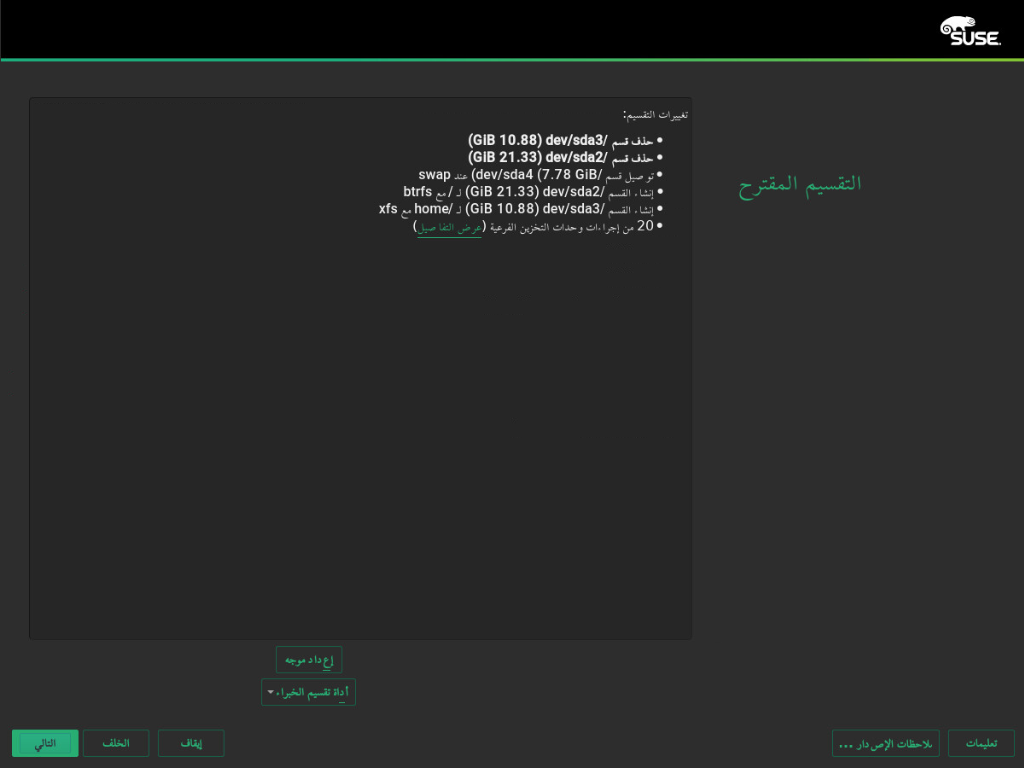 SUSE
تغييرات التقسيم:
• حذف قسم /dev/sda3 (10.88 GiB)
• حذف قسم /dev/sda2 (21.33 GiB)
• توصيل قسم /dev/sda4 (7.78 GiB) عند swap
• إنشاء القسم /dev/sda2 (21.33 GiB) لـ / مع btrfs
• إنشاء القسم /dev/sda3 (10.88 GiB) لـ /home مع xfs
• 20 من إجراءات وحدات التخزين الفرعية (عرض التفاصيل)
التقسيم المقترح
إعداد موجه
أداة تقسيم الخبراء
تعليمات
ملاحظات الإصدار ...
إيقاف
الخلف
التالي